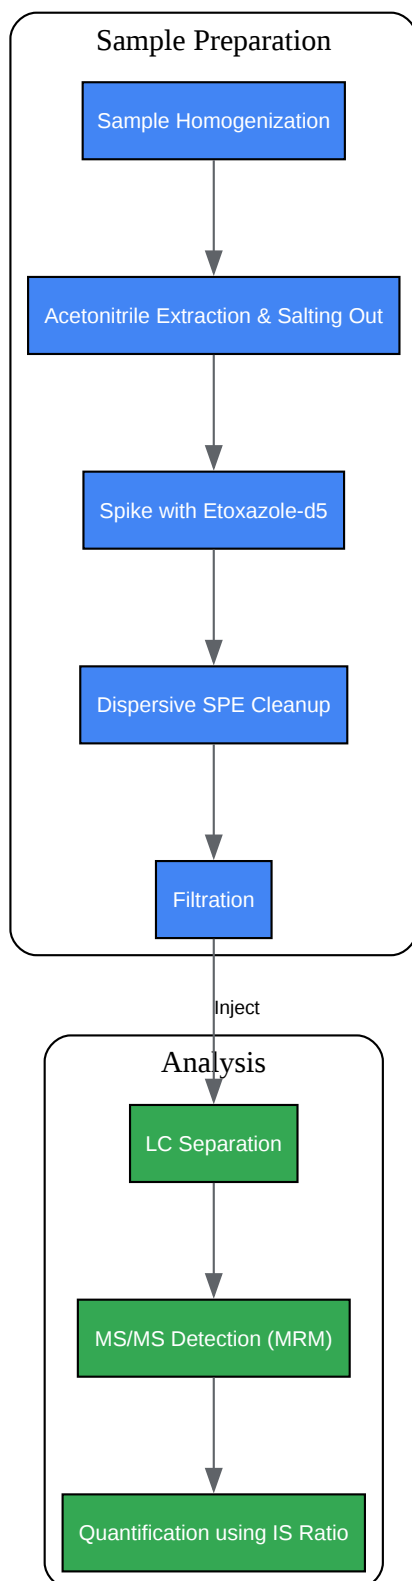 Sample Preparation
Sample Homogenization
Acetonitrile Extraction & Salting Out
Spike with Etoxazole-d5
Dispersive SPE Cleanup
Filtration
Inject
Analysis
LC Separation
MS/MS Detection (MRM)
Quantification using IS Ratio